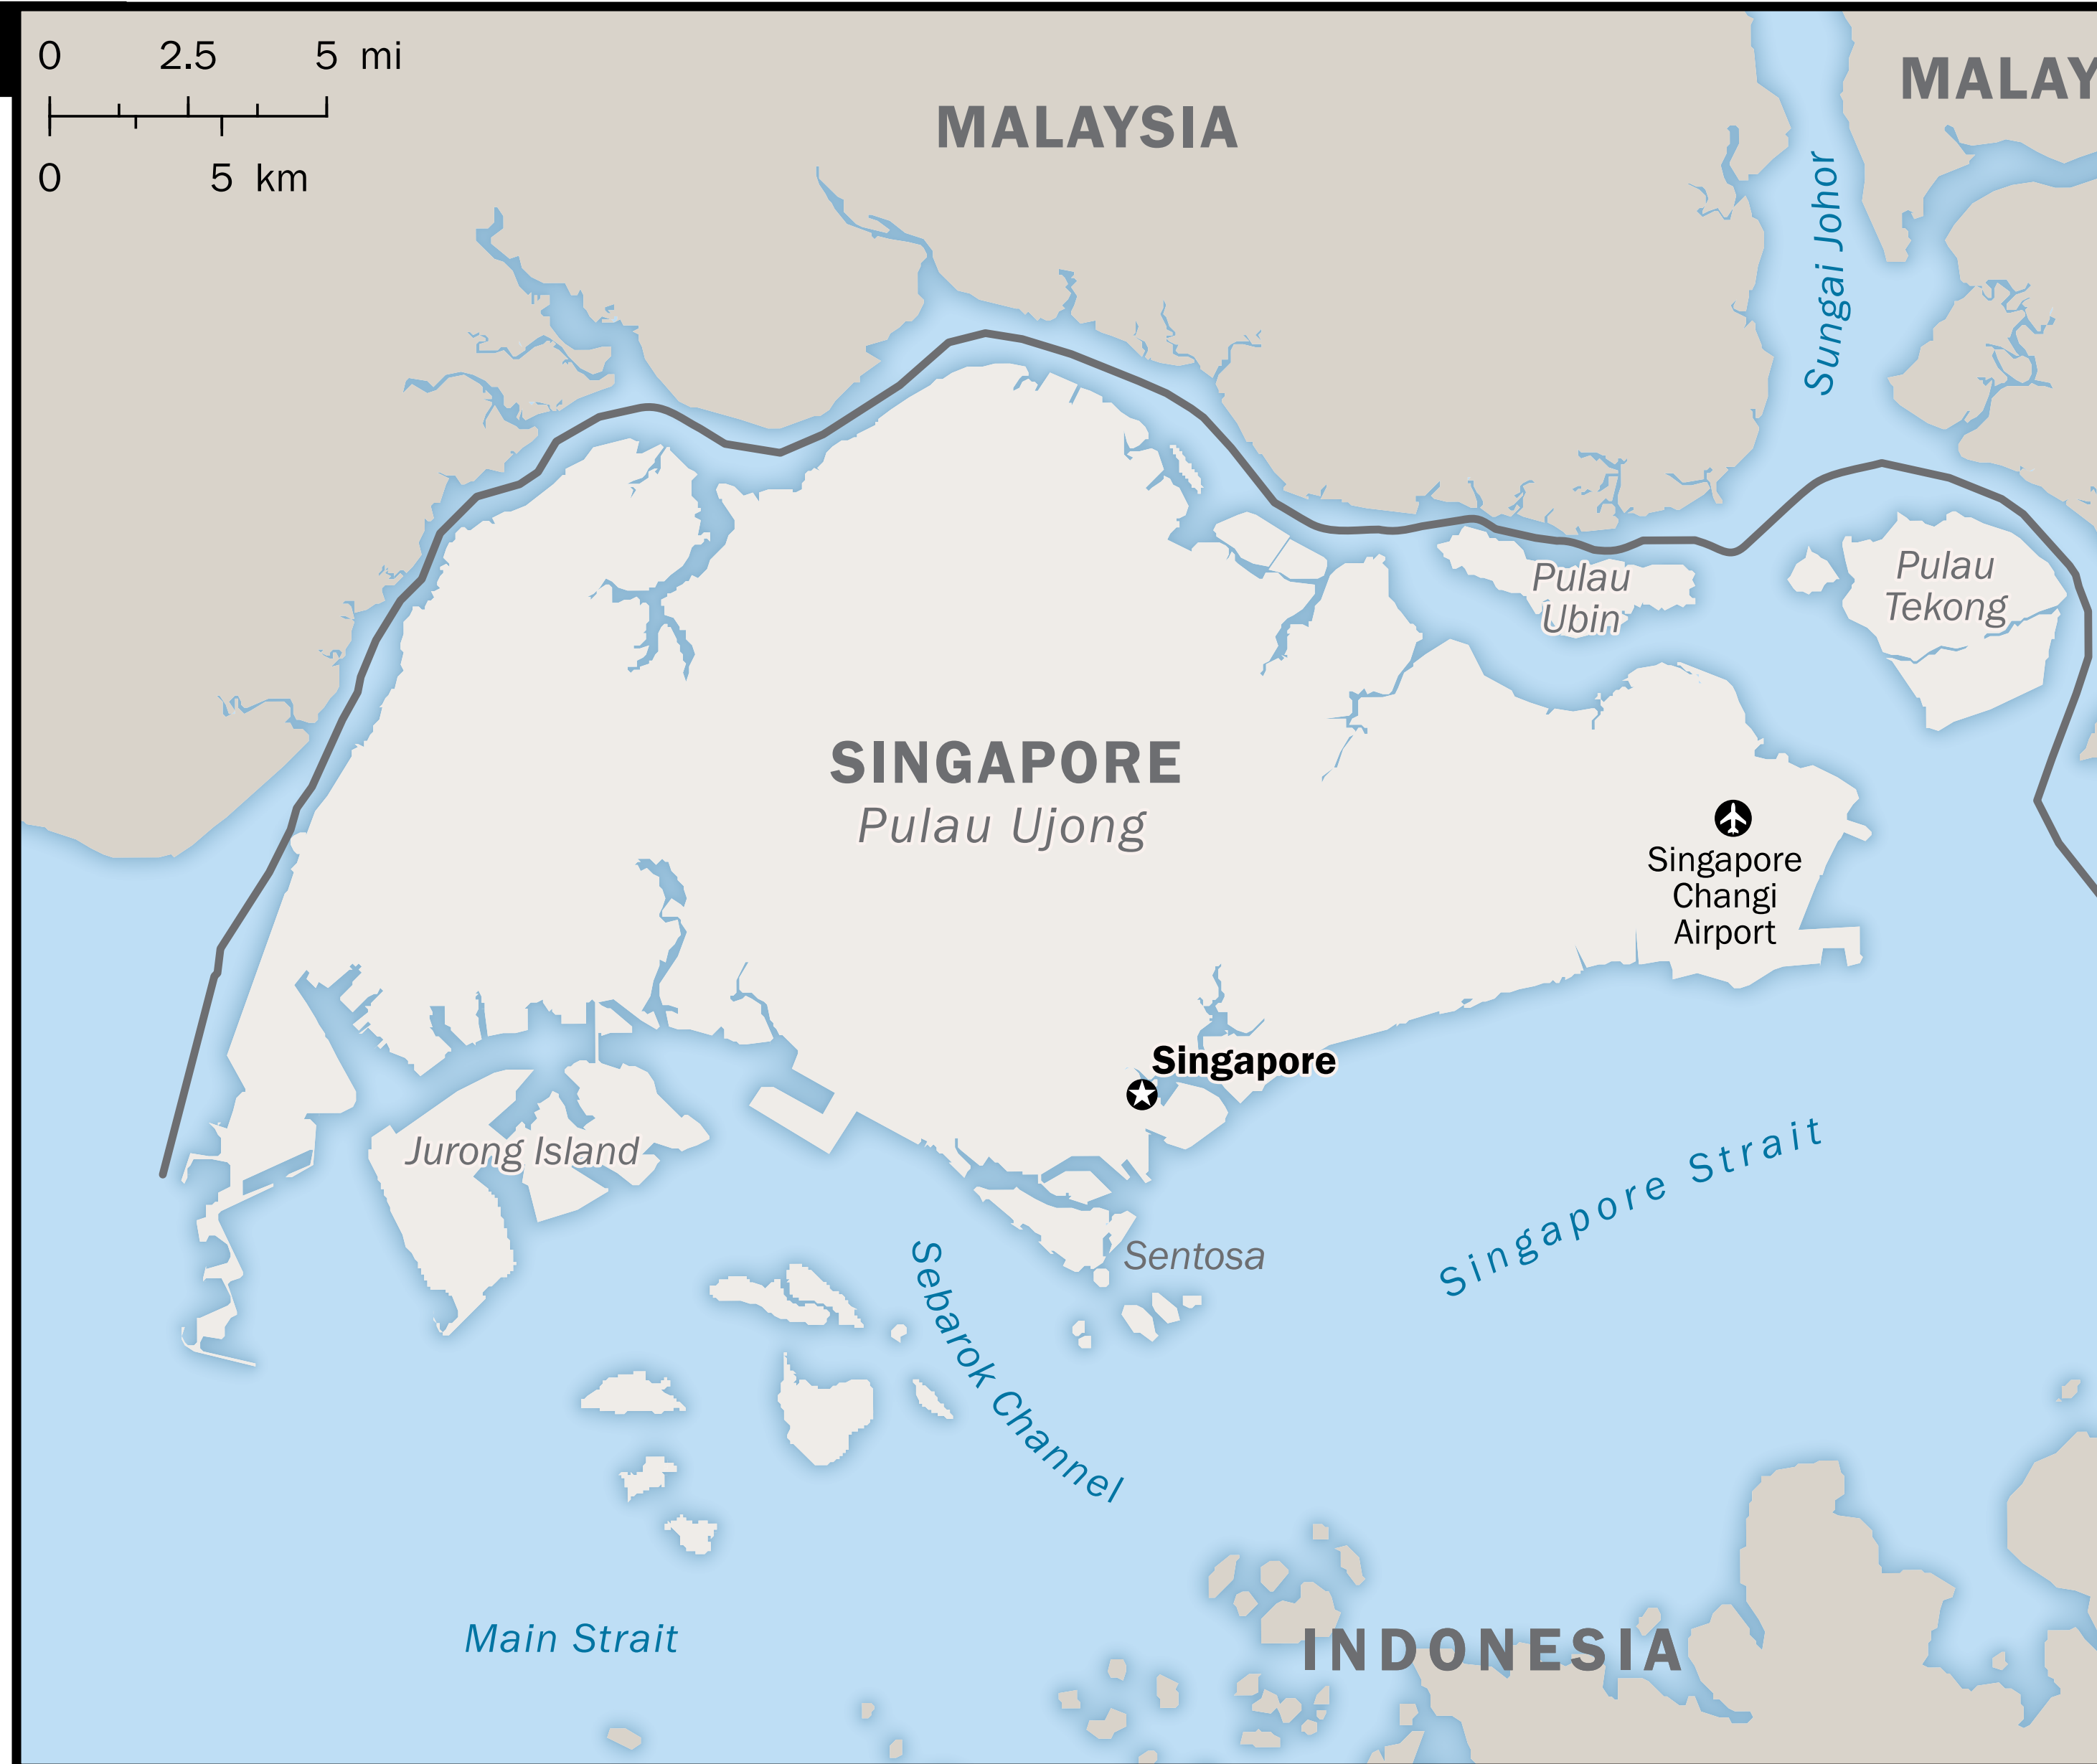 0 2.5 5 mi
0 5 km
MALAYSIA
MALAY
Sungai Johor
Pulau
Ubin
Pulau
Tekong
SINGAPORE
Pulau Ujong
Singapore
Changi
Airport
Singapore
Jurong Island
Sentosa
Singapore Strait
Sebarok Channel
Main Strait
INDONESIA